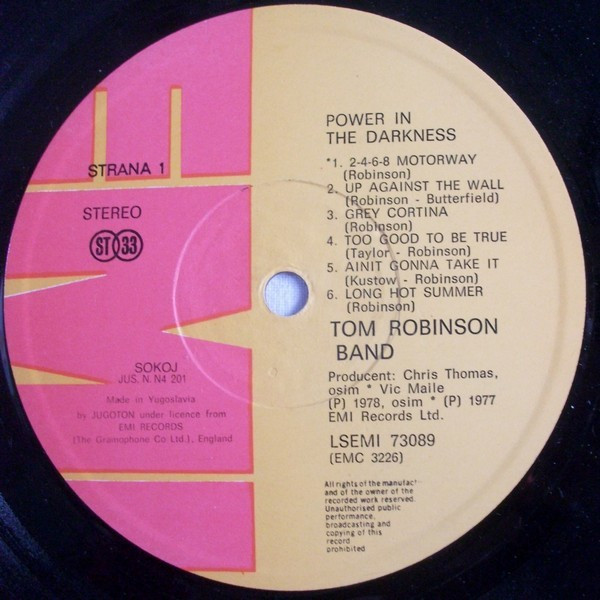 STRANA 1
STEREO
ST 33
SOKOJ
JUS. N. N4 201
Made in Yugoslavia
by JUGOTON under licence from
EMI RECORDS
(The Gramophone Co Ltd.), England
POWER IN
THE DARKNESS
*1. 2-4-6-8 MOTORWAY
(Robinson)
2. UP AGAINST THE WALL
(Robinson - Butterfield)
3. GREY CORTINA
(Robinson)
4. TOO GOOD TO BE TRUE
(Taylor - Robinson)
5. AINIT GONNA TAKE IT
(Kustow - Robinson)
6. LONG HOT SUMMER
(Robinson)
TOM ROBINSON
BAND
Producent: Chris Thomas,
osim * Vic Maile
(P) 1978, osim * (P) 1977
EMI Records Ltd.
LSEMI 73089
(EMC 3226)
All rights of the manufact-
and of the owner of the
recorded work reserved.
Unauthorised public
performance,
broadcasting and
copying of this
record
prohibited